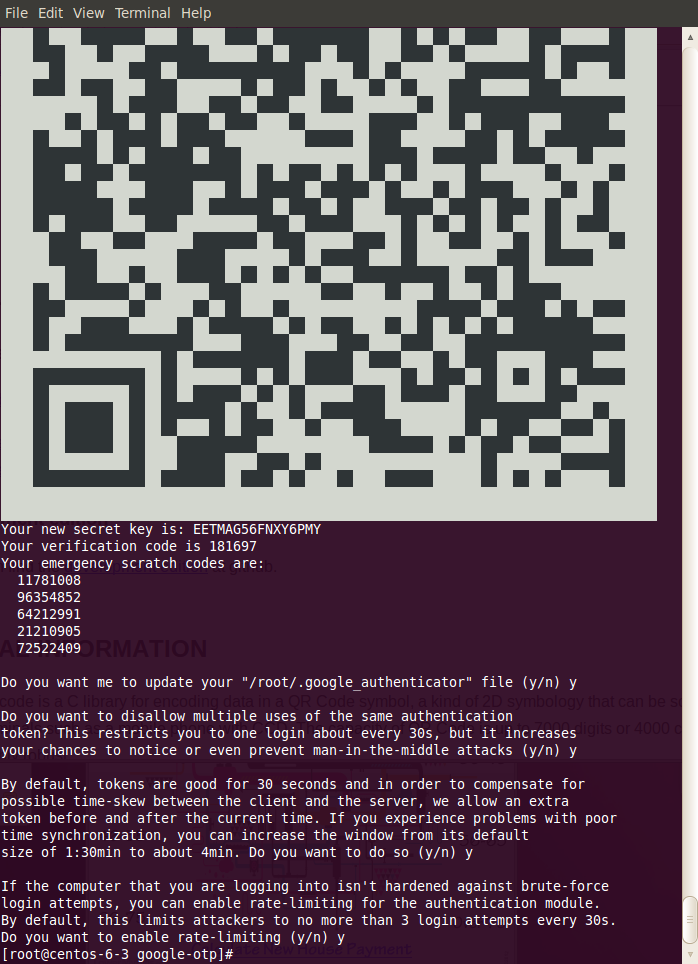 File Edit View Terminal Help
Your new secret key is: EETMAG56FNXY6PMY
Your verification code is 181697
Your emergency scratch codes are:
11781008
96354852
64212991
21210905
72522409
Do you want me to update your "/root/.google_authenticator" file (y/n) y
Do you want to disallow multiple uses of the same authentication
token? This restricts you to one login about every 30s, but it increases
your chances to notice or even prevent man-in-the-middle attacks (y/n) y
By default, tokens are good for 30 seconds and in order to compensate for
possible time-skew between the client and the server, we allow an extra
token before and after the current time. If you experience problems with poor
time synchronization, you can increase the window from its default
size of 1:30min to about 4min. Do you want to do so (y/n) y
If the computer that you are logging into isn't hardened against brute-force
login attempts, you can enable rate-limiting for the authentication module.
By default, this limits attackers to no more than 3 login attempts every 30s.
Do you want to enable rate-limiting (y/n) y
[root@centos-6-3 google-otp]#